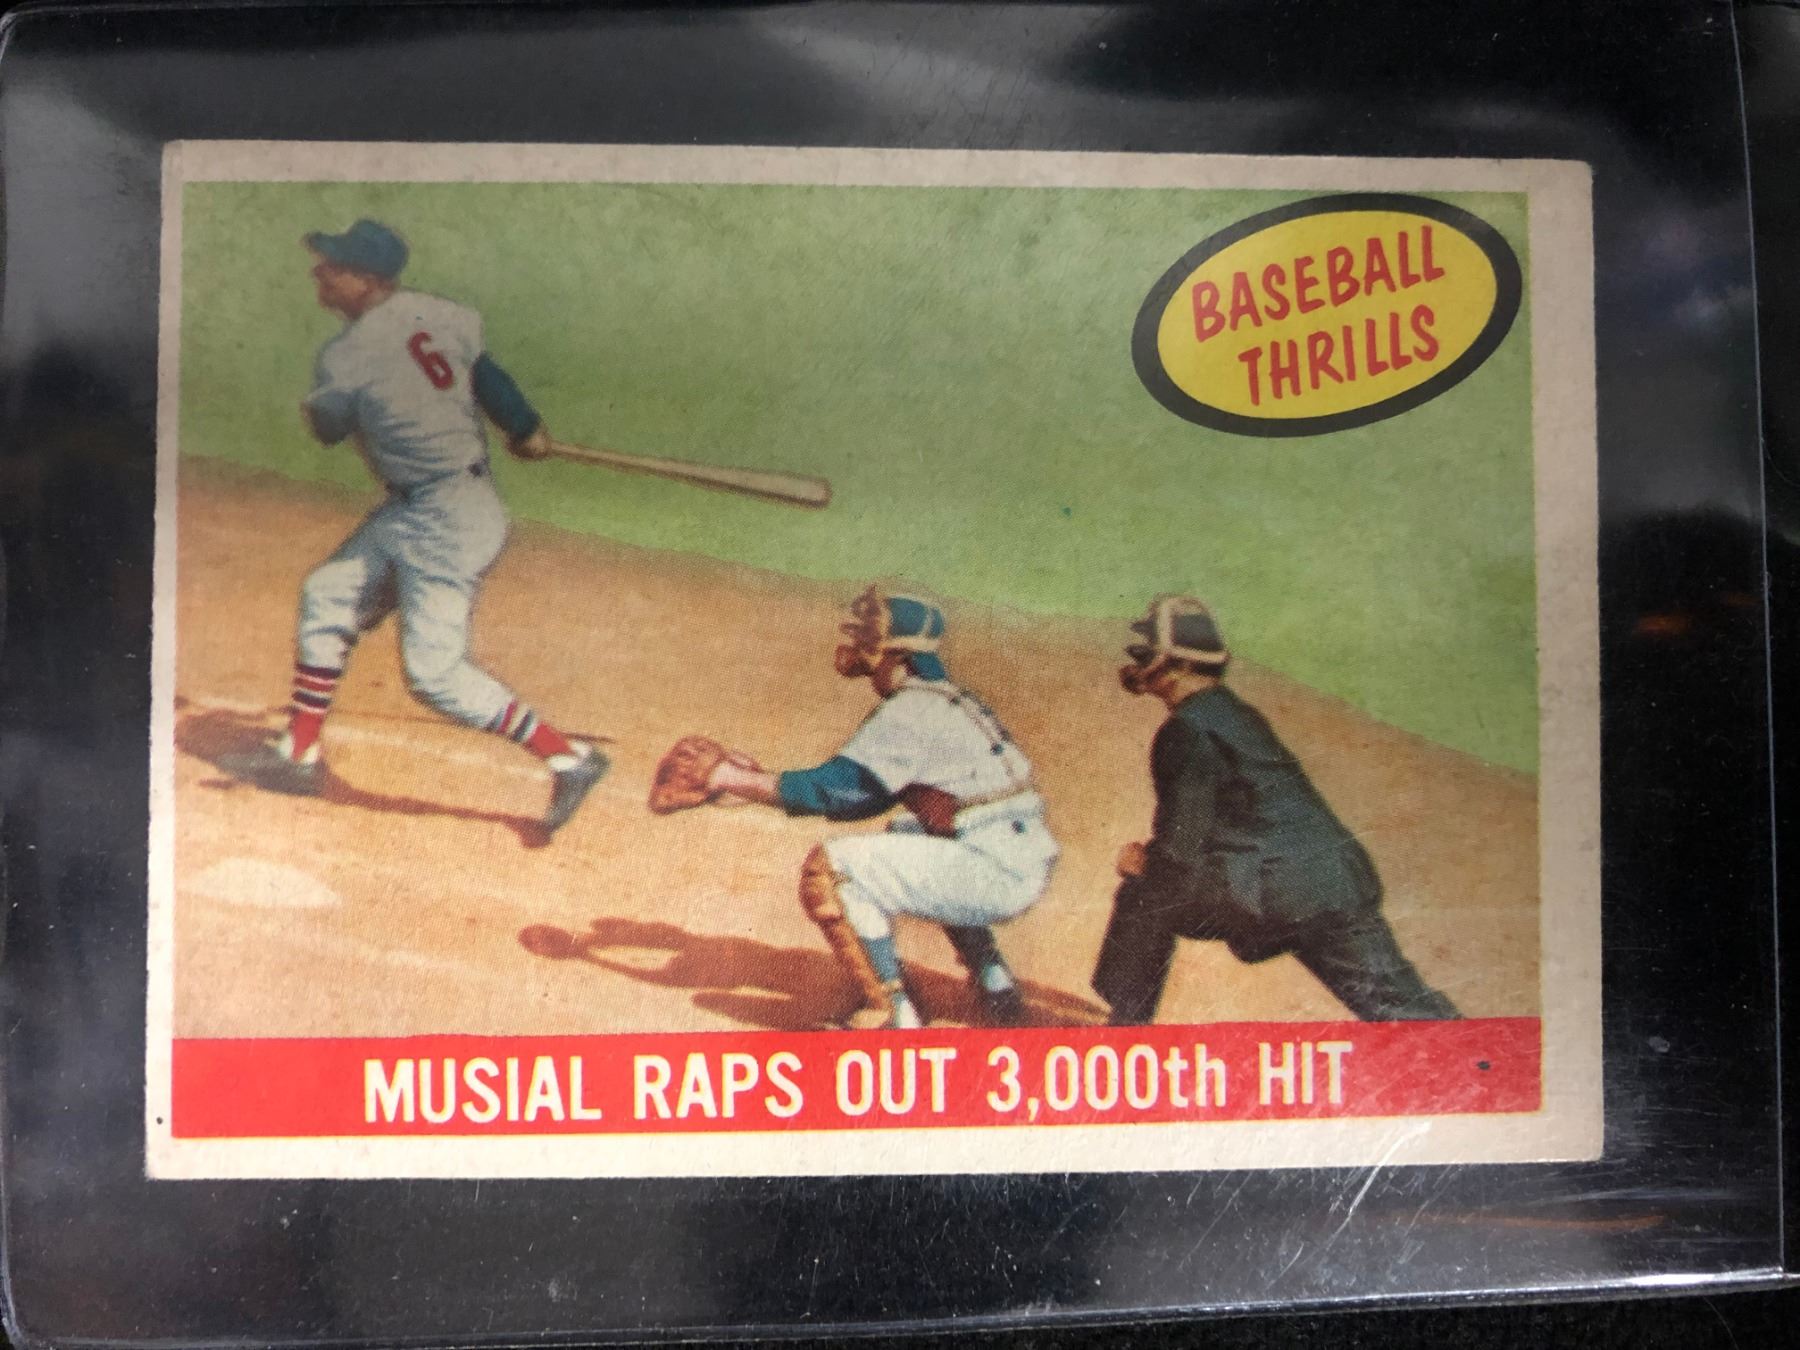 BASEBALL
THRILLS
6
MUSIAL RAPS OUT 3,000th HIT